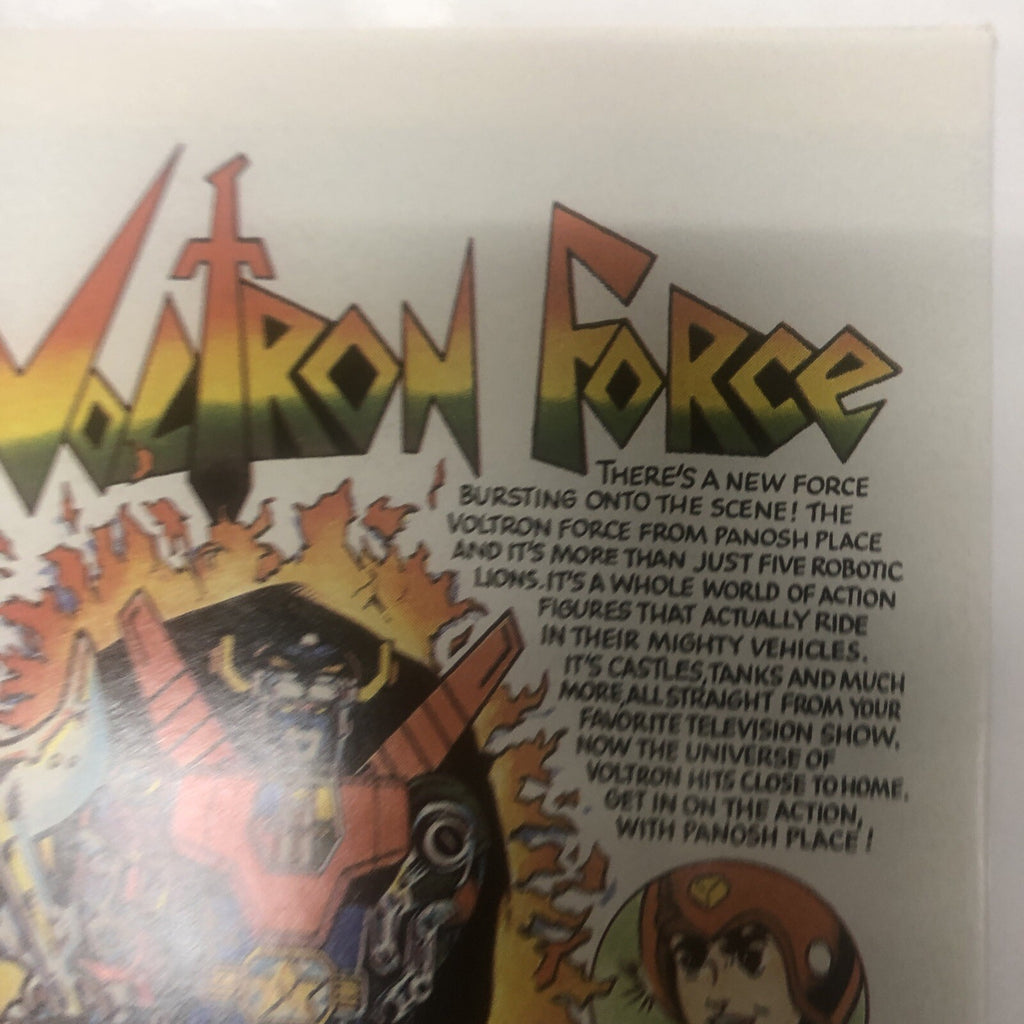 VOLTRON FORCE
THERE'S A NEW FORCE
BURSTING ONTO THE SCENE! THE
VOLTRON FORCE FROM PANOSH PLACE
AND IT'S MORE THAN JUST FIVE ROBOTIC
LIONS. IT'S A WHOLE WORLD OF ACTION
FIGURES THAT ACTUALLY RIDE
IN THEIR MIGHTY VEHICLES.
IT'S CASTLES, TANKS AND MUCH
MORE, ALL STRAIGHT FROM YOUR
FAVORITE TELEVISION SHOW.
NOW THE UNIVERSE OF
VOLTRON HITS CLOSE TO HOME.
GET IN ON THE ACTION,
WITH PANOSH PLACE!